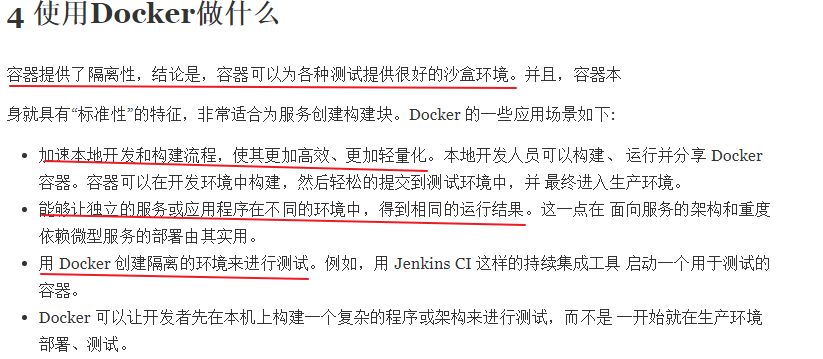 4 使用Docker做什么
容器提供了隔离性，结论是，容器可以为各种测试提供很好的沙盒环境。并且，容器本
身就具有“标准性”的特征，非常适合为服务创建构建块。Docker 的一些应用场景如下:
• 加速本地开发和构建流程，使其更加高效、更加轻量化。本地开发人员可以构建、 运行并分享 Docker
容器。容器可以在开发环境中构建，然后轻松的提交到测试环境中，并 最终进入生产环境。
• 能够让独立的服务或应用程序在不同的环境中，得到相同的运行结果。这一点在 面向服务的架构和重度
依赖微型服务的部署由其实用。
• 用 Docker 创建隔离的环境来进行测试。例如，用 Jenkins CI 这样的持续集成工具 启动一个用于测试的
容器。
• Docker 可以让开发者先在本机上构建一个复杂的程序或架构来进行测试，而不是 一开始就在生产环境
部署、测试。